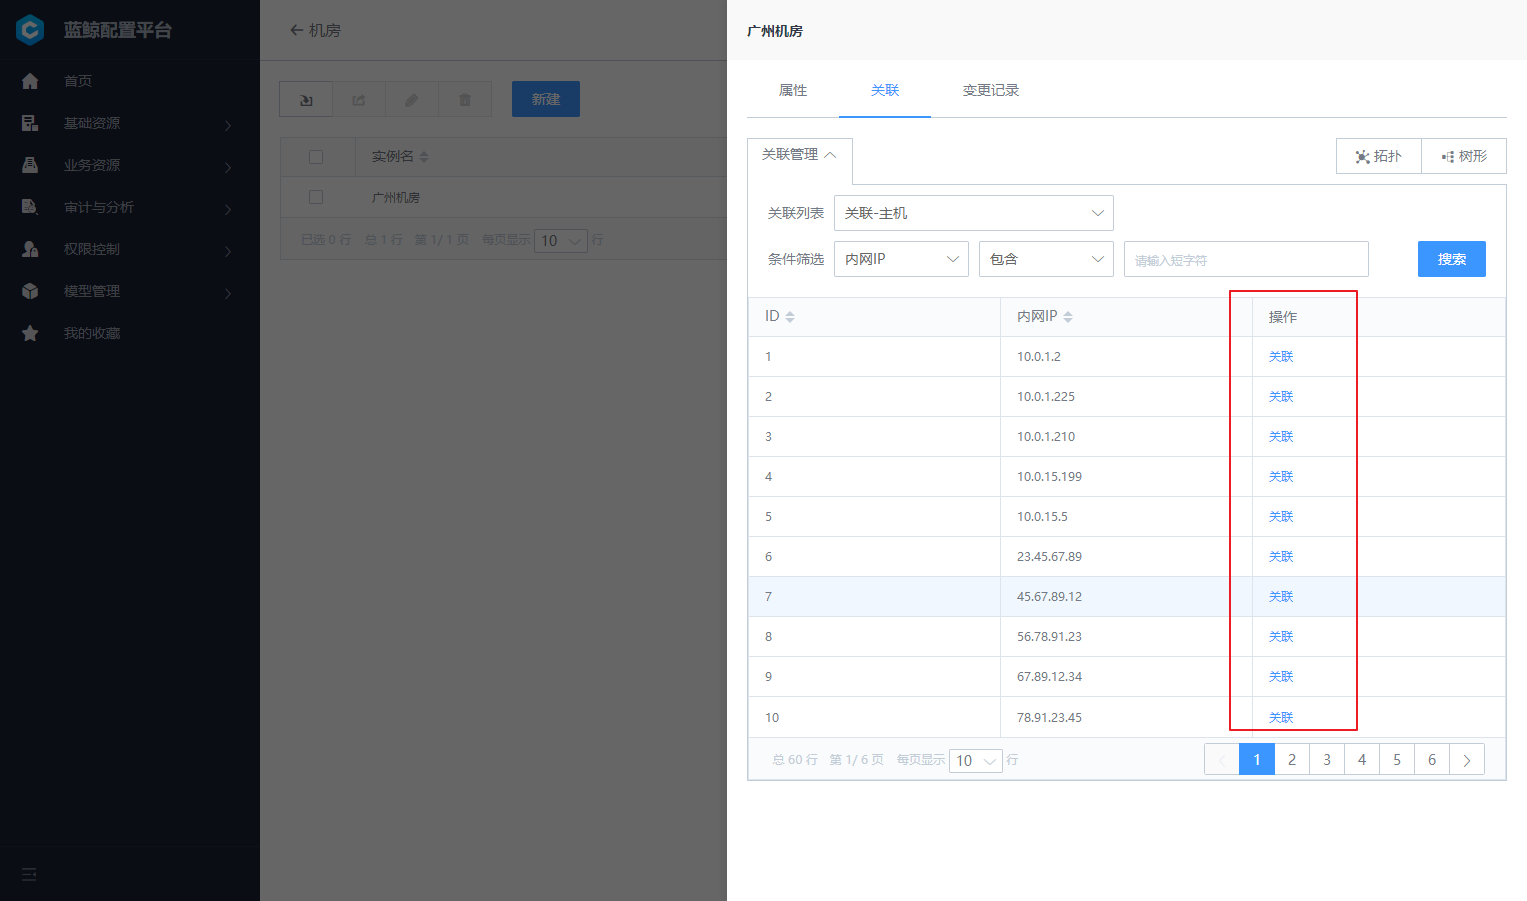 蓝鲸配置平台
首页
基础资源
业务资源
审计与分析
权限控制
模型管理
我的收藏
机房
新建
实例名
广州机房
已选 0 行 总 1 行 第 1/ 1 页 每页显示 10 行
广州机房
属性 关联 变更记录
关联管理 拓扑 树形
关联列表 关联-主机
条件筛选 内网IP 包含 请输入短字符 搜索
ID 内网IP 操作
1 10.0.1.2 关联
2 10.0.1.225 关联
3 10.0.1.210 关联
4 10.0.15.199 关联
5 10.0.15.5 关联
6 23.45.67.89 关联
7 45.67.89.12 关联
8 56.78.91.23 关联
9 67.89.12.34 关联
10 78.91.23.45 关联
总 60 行 第 1/ 6 页 每页显示 10 行 1 2 3 4 5 6